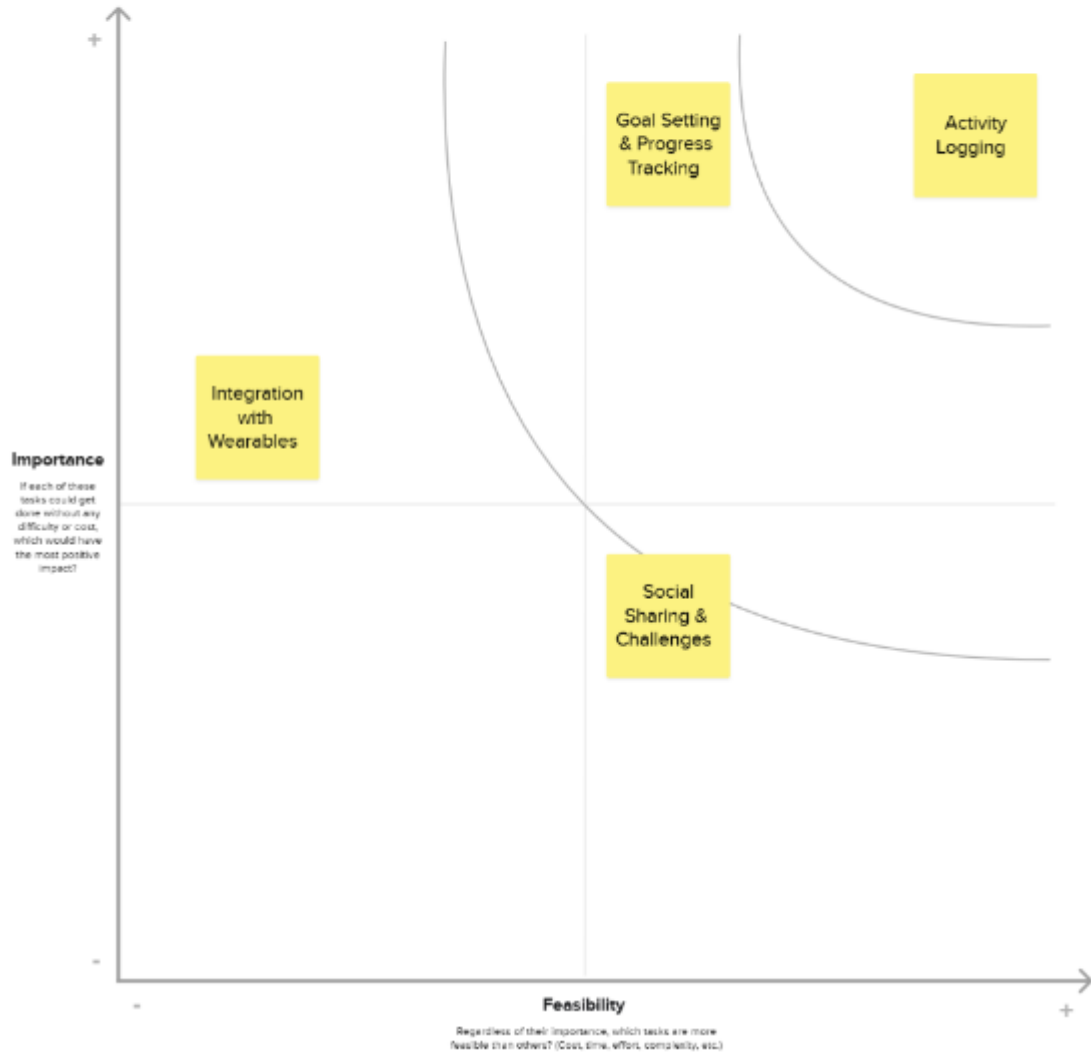 +
Goal Setting
& Progress
Tracking
Activity
Logging
Integration
with
Wearables
Importance
If each of these
tasks could get
done without any
difficulty or cost,
which would have
the most positive
impact?
Social
Sharing &
Challenges
-
-
Feasibility
+
Regardless of their importance, which tasks are more
feasible than others? (Cost, time, effort, complexity, etc.)